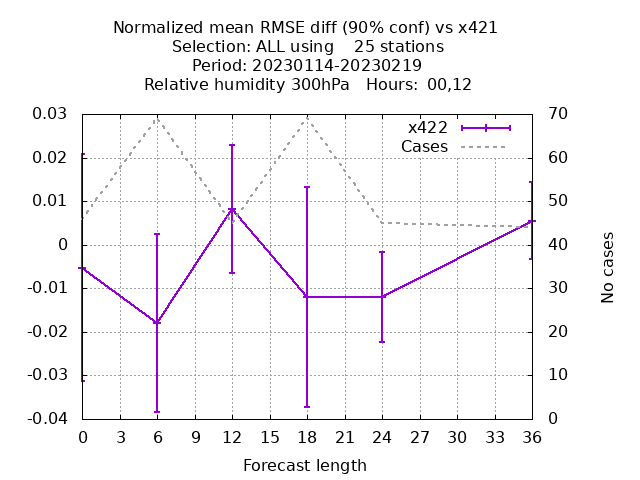 Normalized mean RMSE diff (90% conf) vs x421
Selection: ALL using    25 stations
Period: 20230114-20230219
Relative humidity 300hPa   Hours: 00,12
x422
Cases
0.03
0.02
0.01
0
-0.01
-0.02
-0.03
-0.04
70
60
50
40
30
20
10
0
No cases
0 3 6 9 12 15 18 21 24 27 30 33 36
Forecast length